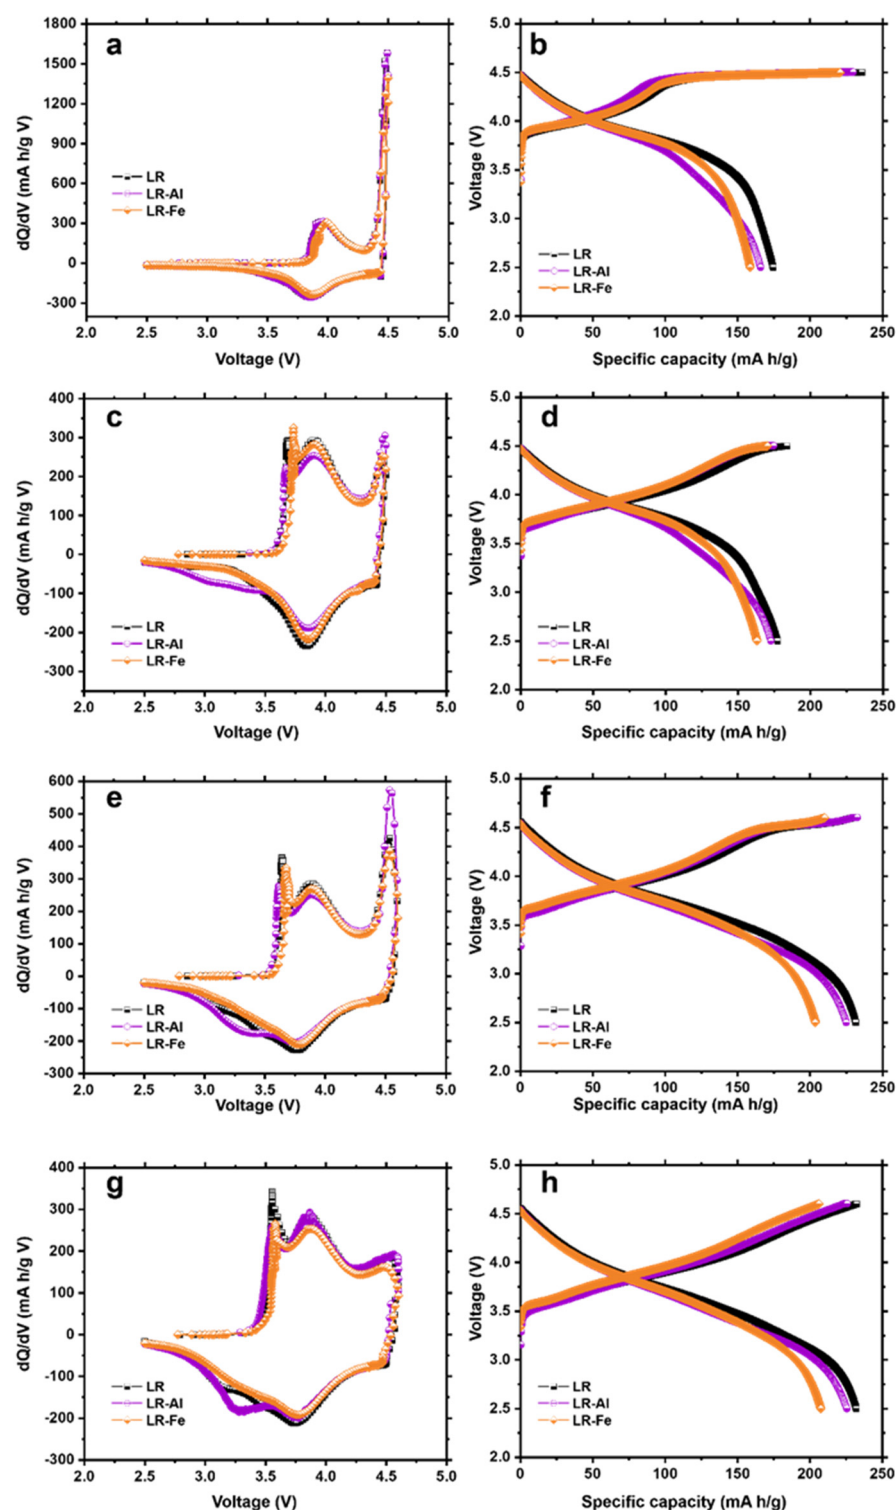 a
dQ/dV (mA h/g V)
1800
1500
1200
900
600
300
0
-300
LR
LR-Al
LR-Fe
2.0 2.5 3.0 3.5 4.0 4.5 5.0
Voltage (V)
b
Voltage (V)
5.0
4.5
4.0
3.5
3.0
2.5
2.0
LR
LR-Al
LR-Fe
0 50 100 150 200 250
Specific capacity (mA h/g)
c
dQ/dV (mA h/g V)
400
300
200
100
0
-100
-200
-300
LR
LR-Al
LR-Fe
2.0 2.5 3.0 3.5 4.0 4.5 5.0
Voltage (V)
d
Voltage (V)
5.0
4.5
4.0
3.5
3.0
2.5
2.0
LR
LR-Al
LR-Fe
0 50 100 150 200 250
Specific capacity (mA h/g)
e
dQ/dV (mA h/g V)
600
500
400
300
200
100
0
-100
-200
-300
LR
LR-Al
LR-Fe
2.0 2.5 3.0 3.5 4.0 4.5 5.0
Voltage (V)
f
Voltage (V)
5.0
4.5
4.0
3.5
3.0
2.5
2.0
LR
LR-Al
LR-Fe
0 50 100 150 200 250
Specific capacity (mA h/g)
g
dQ/dV (mA h/g V)
400
300
200
100
0
-100
-200
-300
LR
LR-Al
LR-Fe
2.0 2.5 3.0 3.5 4.0 4.5 5.0
Voltage (V)
h
Voltage (V)
5.0
4.5
4.0
3.5
3.0
2.5
2.0
LR
LR-Al
LR-Fe
0 50 100 150 200 250
Specific capacity (mA h/g)